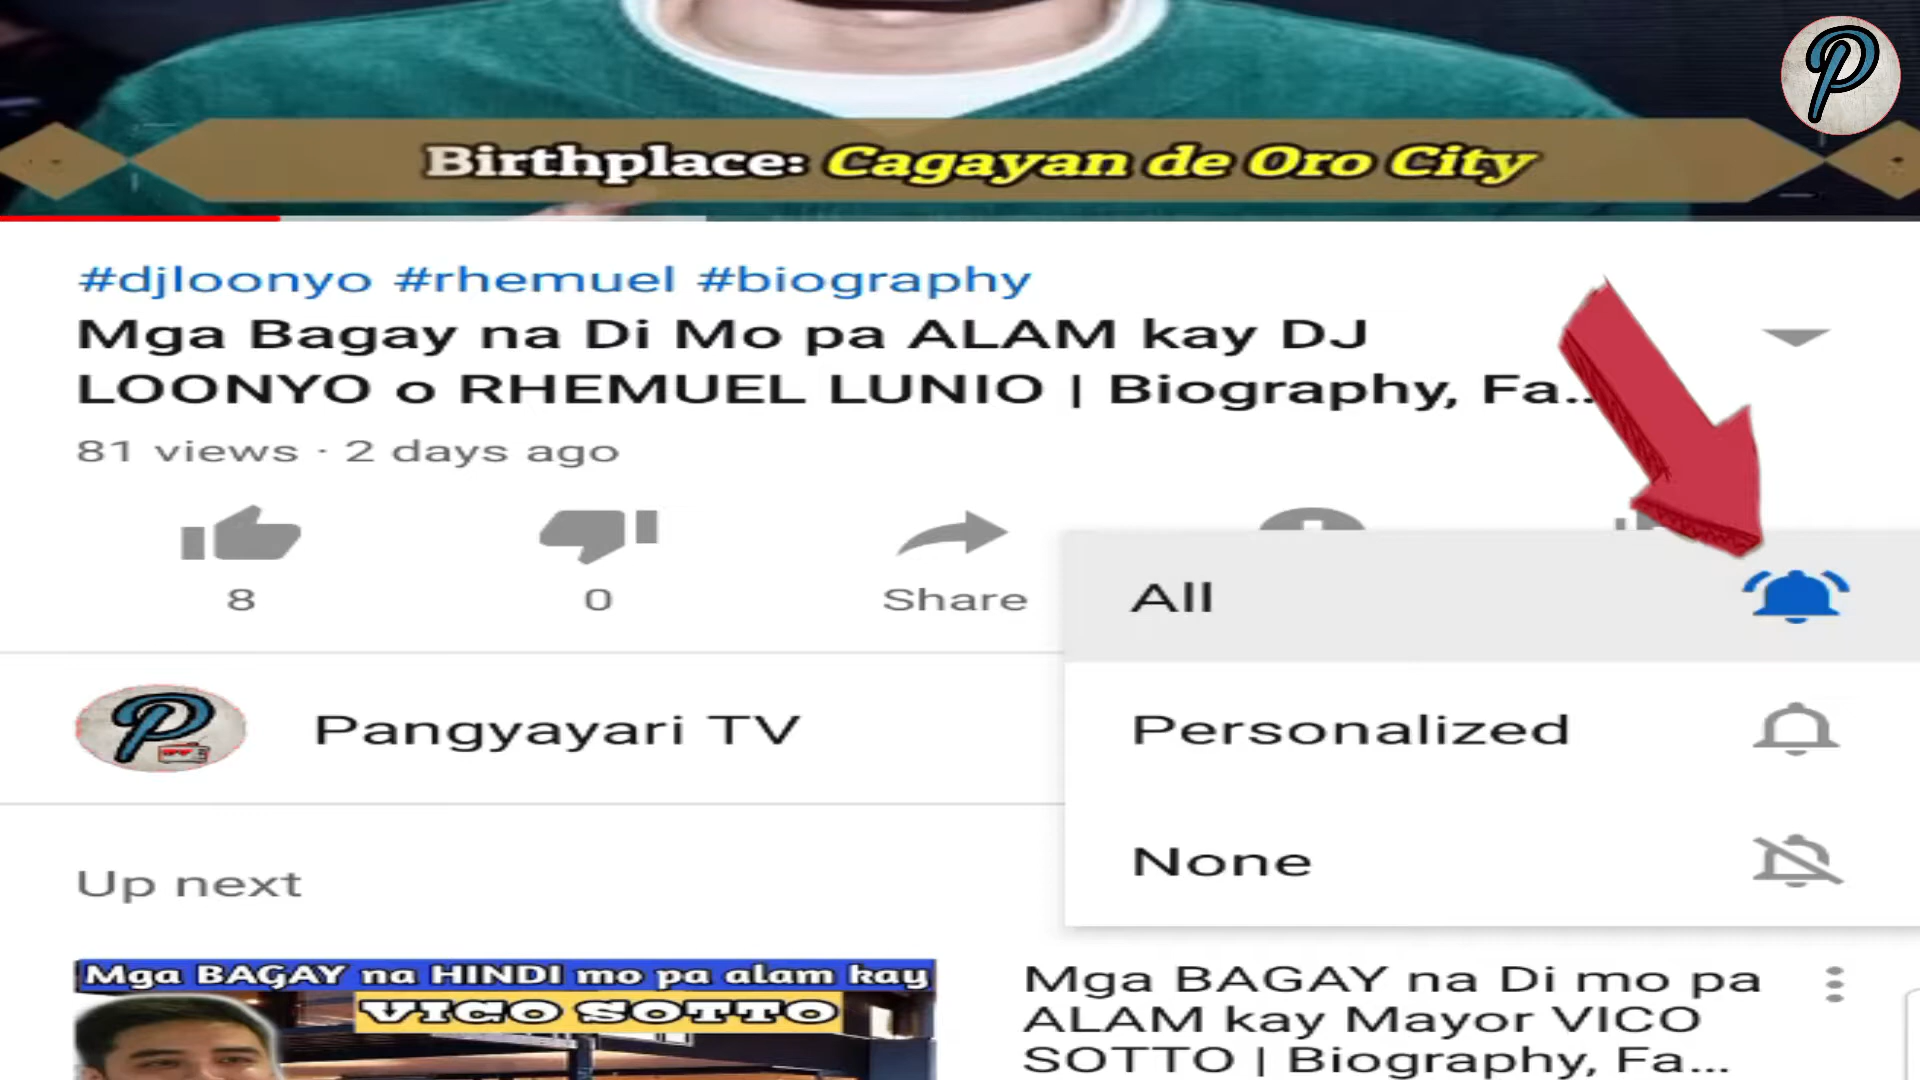 P
Birthplace: Cagayan de Oro City
#djloonyo #rhemuel #biography
Mga Bagay na Di Mo pa ALAM kay DJ
LOONYO o RHEMUEL LUNIO | Biography, Fa..
81 views · 2 days ago
8
0
Share
All
P
Pangyayari TV
Personalized
None
Up next
Mga BAGAY na HINDI mo pa alam kay
VICO SOTTO
Mga BAGAY na Di mo pa
ALAM kay Mayor VICO
SOTTO | Biography, Fa...